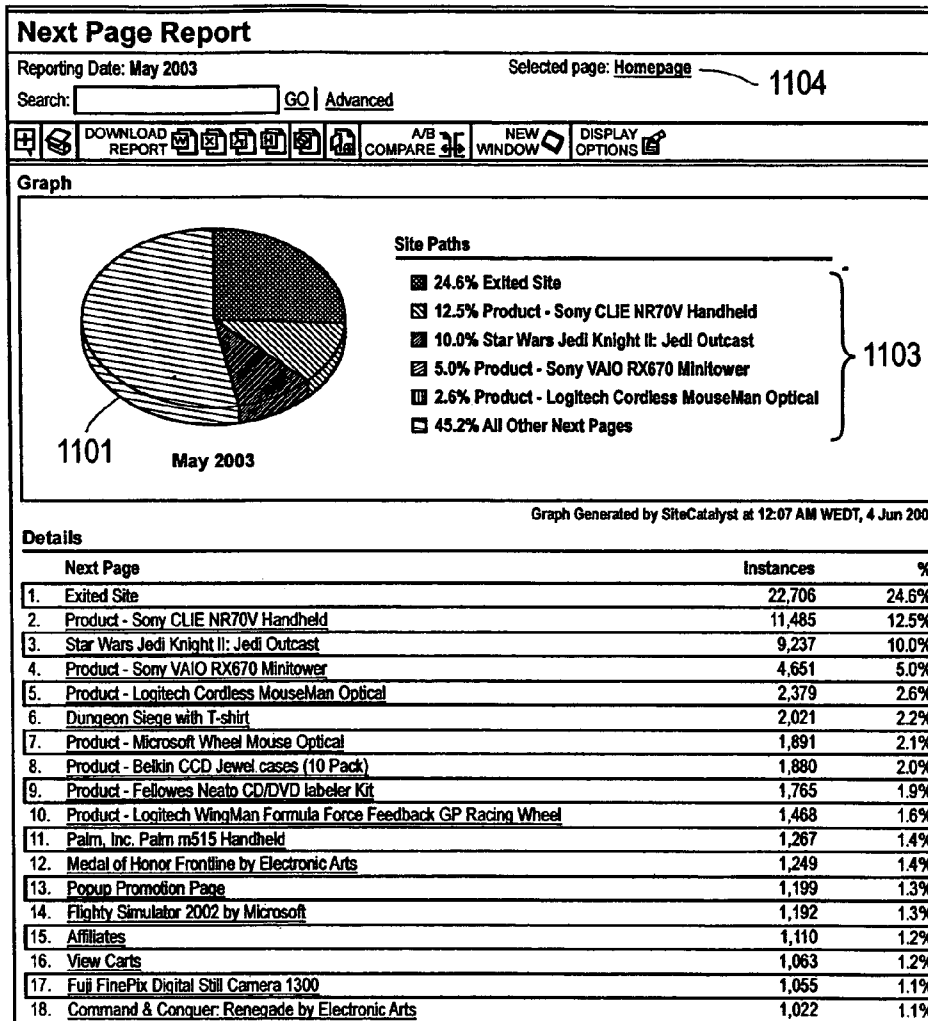 Next Page Report
Reporting Date: May 2003
Selected page: Homepage
1104
Search:
GO | Advanced
DOWNLOAD REPORT
A/B COMPARE
NEW WINDOW
DISPLAY OPTIONS
Graph
Site Paths
24.6% Exited Site
12.5% Product - Sony CLIE NR70V Handheld
10.0% Star Wars Jedi Knight II: Jedi Outcast
5.0% Product - Sony VAIO RX670 Minitower
2.6% Product - Logitech Cordless MouseMan Optical
45.2% All Other Next Pages
1103
1101
May 2003
Graph Generated by SiteCatalyst at 12:07 AM WEDT, 4 Jun 200
Details
Next Page Instances %
1. Exited Site 22,706 24.6%
2. Product - Sony CLIE NR70V Handheld 11,485 12.5%
3. Star Wars Jedi Knight II: Jedi Outcast 9,237 10.0%
4. Product - Sony VAIO RX670 Minitower 4,651 5.0%
5. Product - Logitech Cordless MouseMan Optical 2,379 2.6%
6. Dungeon Siege with T-shirt 2,021 2.2%
7. Product - Microsoft Wheel Mouse Optical 1,891 2.1%
8. Product - Belkin CCD Jewel cases (10 Pack) 1,880 2.0%
9. Product - Fellowes Neato CD/DVD labeler Kit 1,765 1.9%
10. Product - Logitech WingMan Formula Force Feedback GP Racing Wheel 1,468 1.6%
11. Palm, Inc. Palm m515 Handheld 1,267 1.4%
12. Medal of Honor Frontline by Electronic Arts 1,249 1.4%
13. Popup Promotion Page 1,199 1.3%
14. Flighty Simulator 2002 by Microsoft 1,192 1.3%
15. Affiliates 1,110 1.2%
16. View Carts 1,063 1.2%
17. Fuji FinePix Digital Still Camera 1300 1,055 1.1%
18. Command & Conquer: Renegade by Electronic Arts 1,022 1.1%